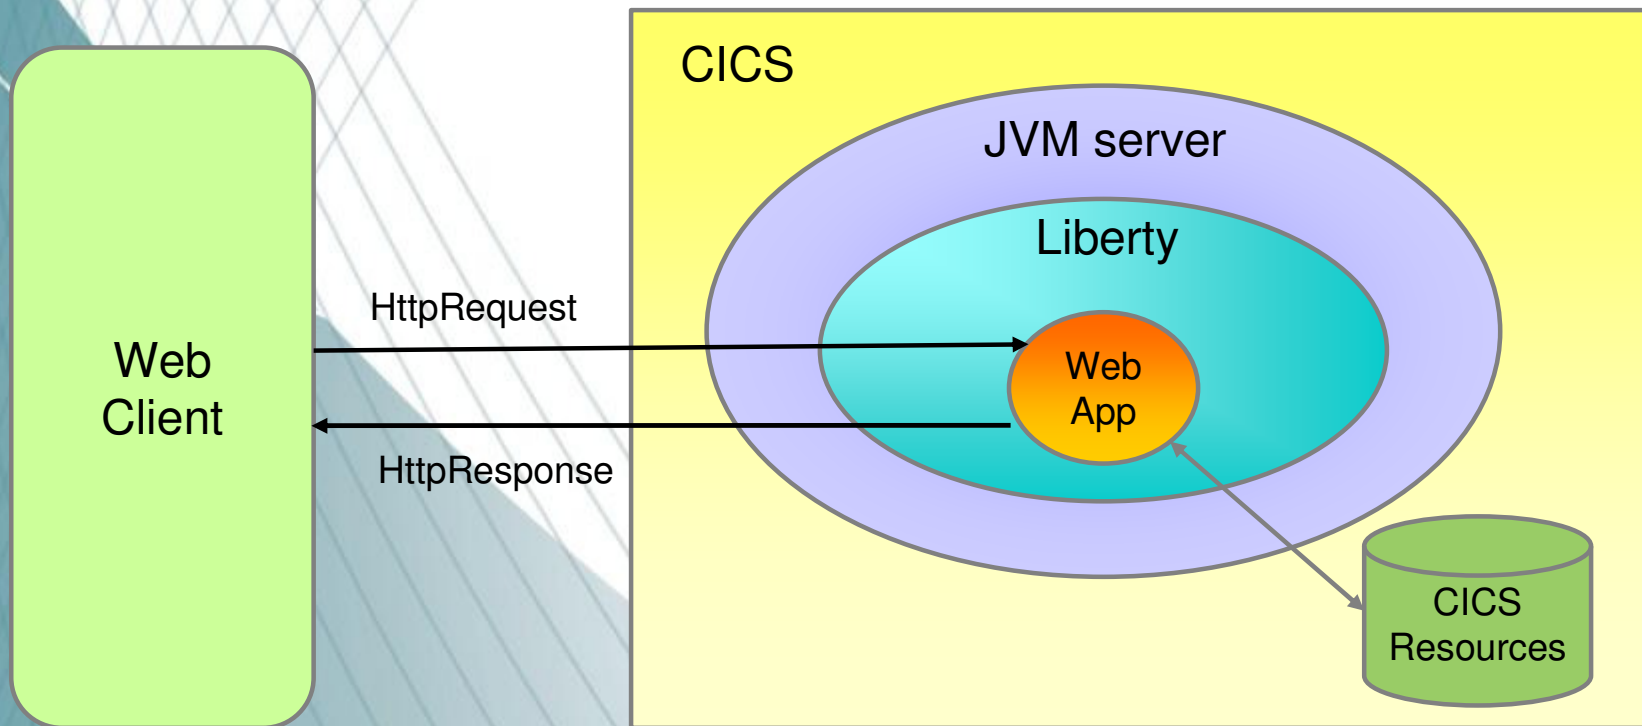 CICS
JVM server
Liberty
HttpRequest
Web
Client
Web
App
HttpResponse
CICS
Resources